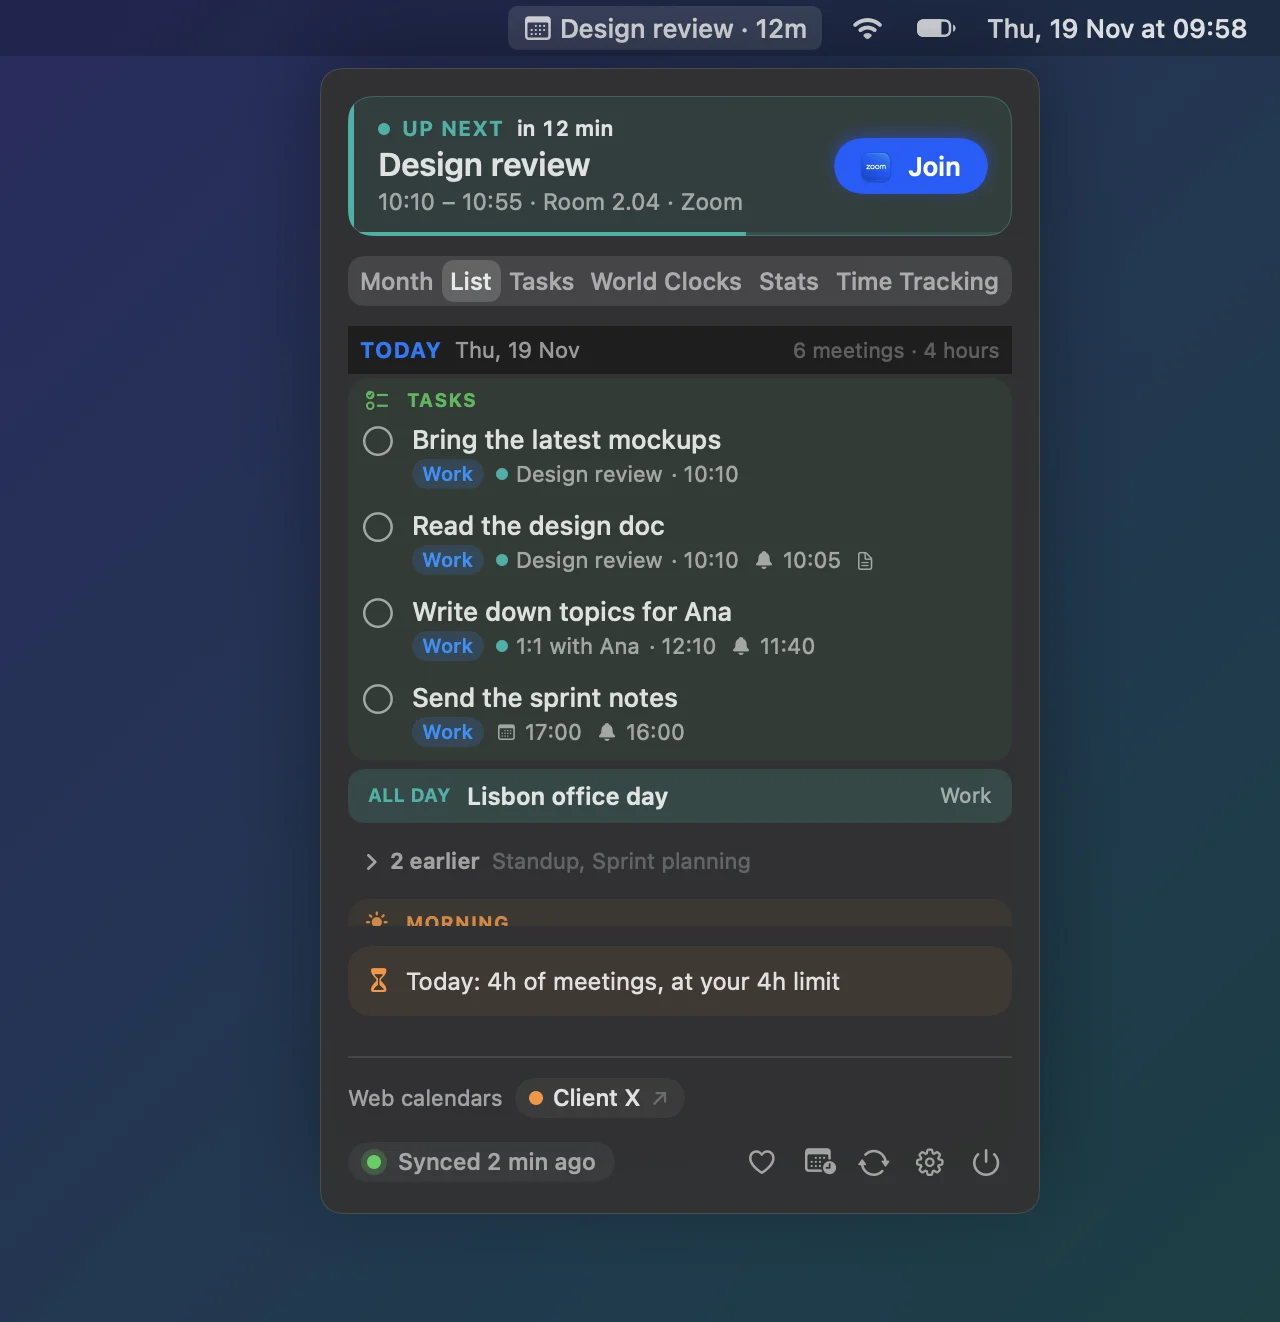 Design review · 12m
Thu, 19 Nov at 09:58
UP NEXT in 12 min
Design review
10:10 – 10:55 · Room 2.04 · Zoom
zoom Join
Month List Tasks World Clocks Stats Time Tracking
TODAY Thu, 19 Nov 6 meetings · 4 hours
TASKS
Bring the latest mockups
Work Design review · 10:10
Read the design doc
Work Design review · 10:10 10:05
Write down topics for Ana
Work 1:1 with Ana · 12:10 11:40
Send the sprint notes
Work 17:00 16:00
ALL DAY Lisbon office day Work
2 earlier Standup, Sprint planning
MORNING
Today: 4h of meetings, at your 4h limit
Web calendars Client X
Synced 2 min ago